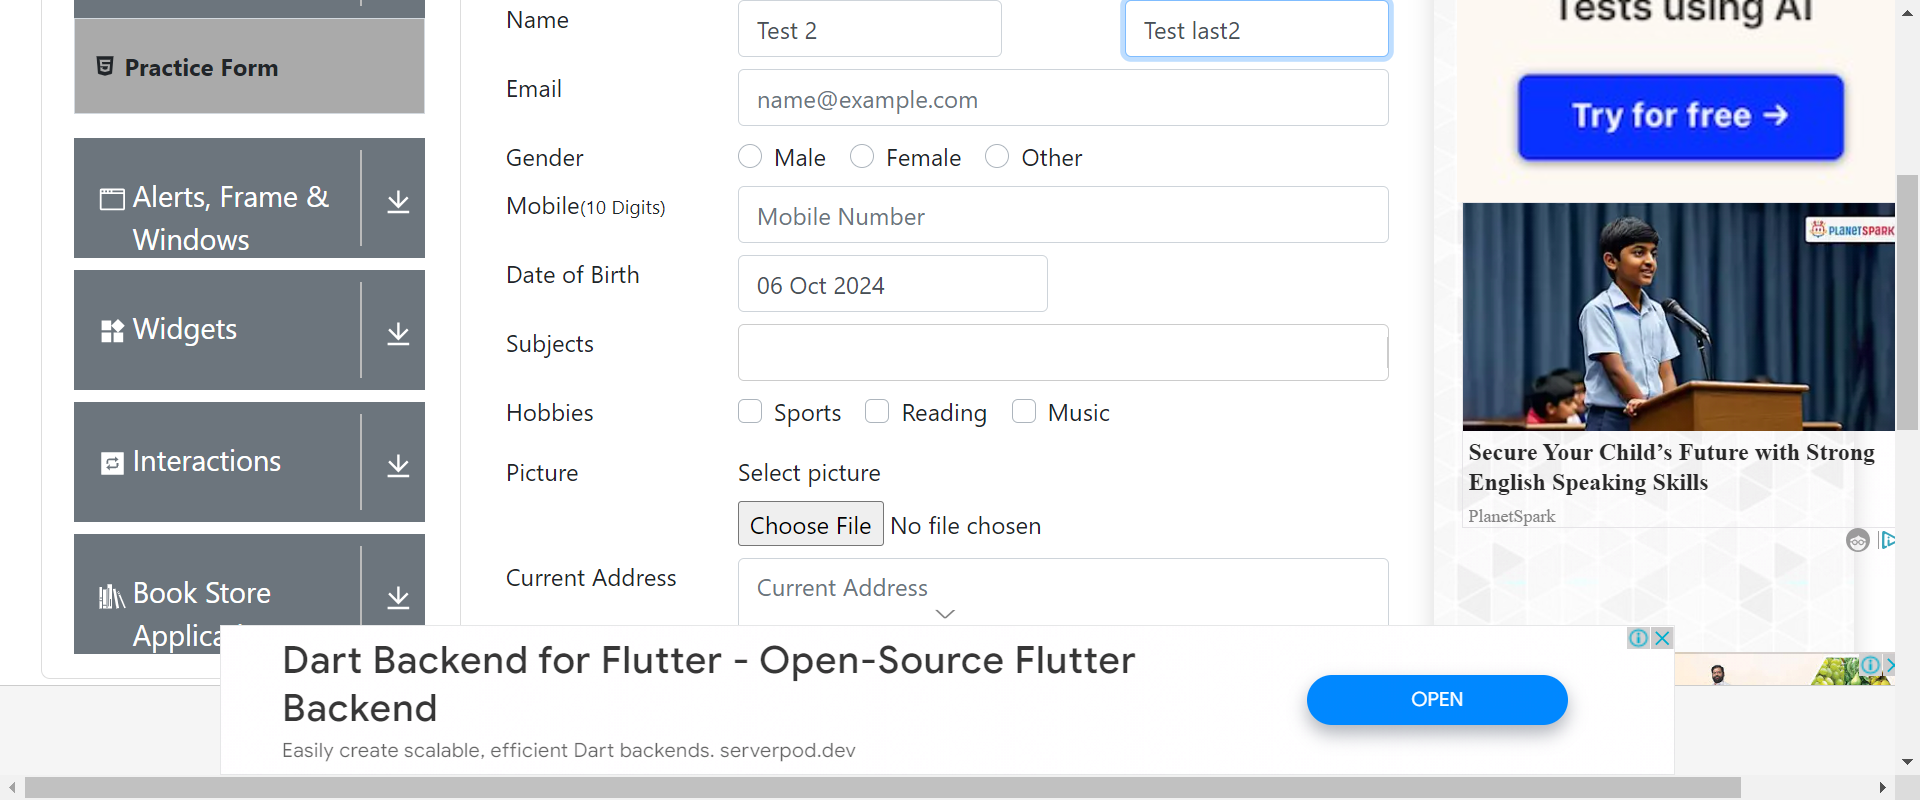 Practice Form
Alerts, Frame &
Windows
Widgets
Interactions
Book Store
Name
Test 2
Test last2
Email
name@example.com
Gender
Male
Female
Other
Mobile(10 Digits)
Mobile Number
Date of Birth
06 Oct 2024
Subjects
Hobbies
Sports
Reading
Music
Picture
Select picture
Choose File
No file chosen
Current Address
Current Address
Tests using AI
Try for free →
PLANETSPARK
Secure Your Child’s Future with Strong
English Speaking Skills
PlanetSpark
Dart Backend for Flutter - Open-Source Flutter
Backend
Easily create scalable, efficient Dart backends. serverpod.dev
OPEN